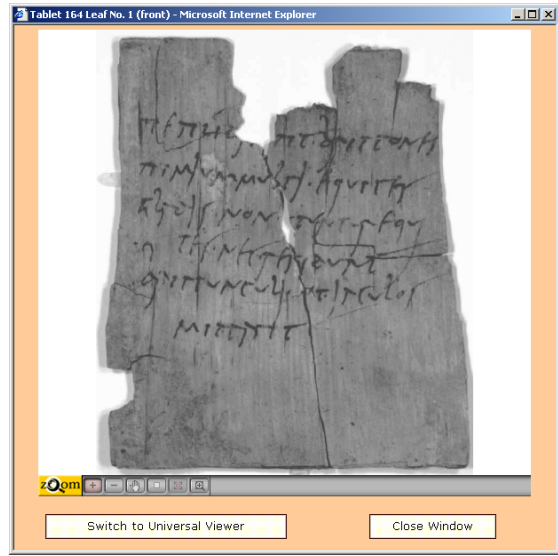 Tablet 164 Leaf No. 1 (front) - Microsoft Internet Explorer
Brittones
nimium multi · equites
gladis · non utuntur equi
tes · nec residunt
Brittunculi · ut · iaculos
mittant
zoom
Switch to Universal Viewer Close Window